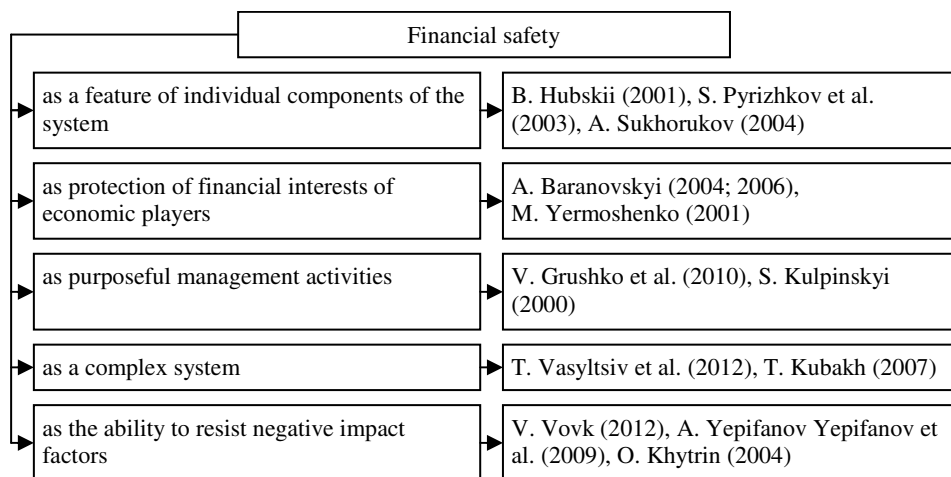 Financial safety
as a feature of individual components of the
system
B. Hubskii (2001), S. Pyrizhkov et al.
(2003), A. Sukhorukov (2004)
as protection of financial interests of
economic players
A. Baranovskyi (2004; 2006),
M. Yermoshenko (2001)
as purposeful management activities
V. Grushko et al. (2010), S. Kulpinskyi
(2000)
as a complex system
T. Vasyltsiv et al. (2012), T. Kubakh (2007)
as the ability to resist negative impact
factors
V. Vovk (2012), A. Yepifanov Yepifanov et
al. (2009), O. Khytrin (2004)